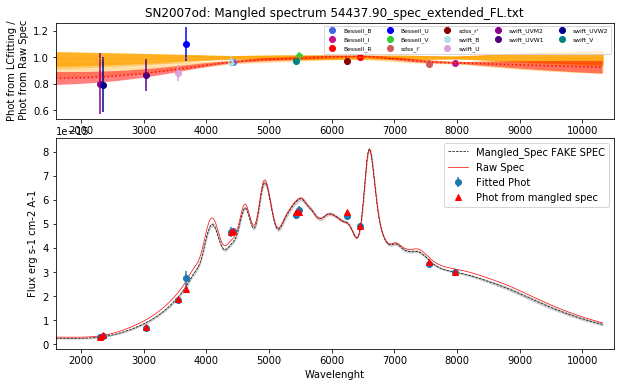 SN2007od: Mangled spectrum 54437.90_spec_extended_FL.txt
Phot from LCfitting /
Phot from Raw Spec
1.2
1.0
0.8
0.6
Bessell_B
Bessell_I
Bessell_R
Bessell_U
Bessell_V
sdss_i'
sdss_r'
swift_B
swift_U
swift_UVM2
swift_UVW1
swift_UVW2
swift_V
2000 3000 4000 5000 6000 7000 8000 9000 10000
Flux erg s-1 cm-2 A-1
8
7
6
5
4
3
2
1
0
Mangled_Spec FAKE SPEC
Raw Spec
Fitted Phot
Phot from mangled spec
2000 3000 4000 5000 6000 7000 8000 9000 10000
Wavelenght